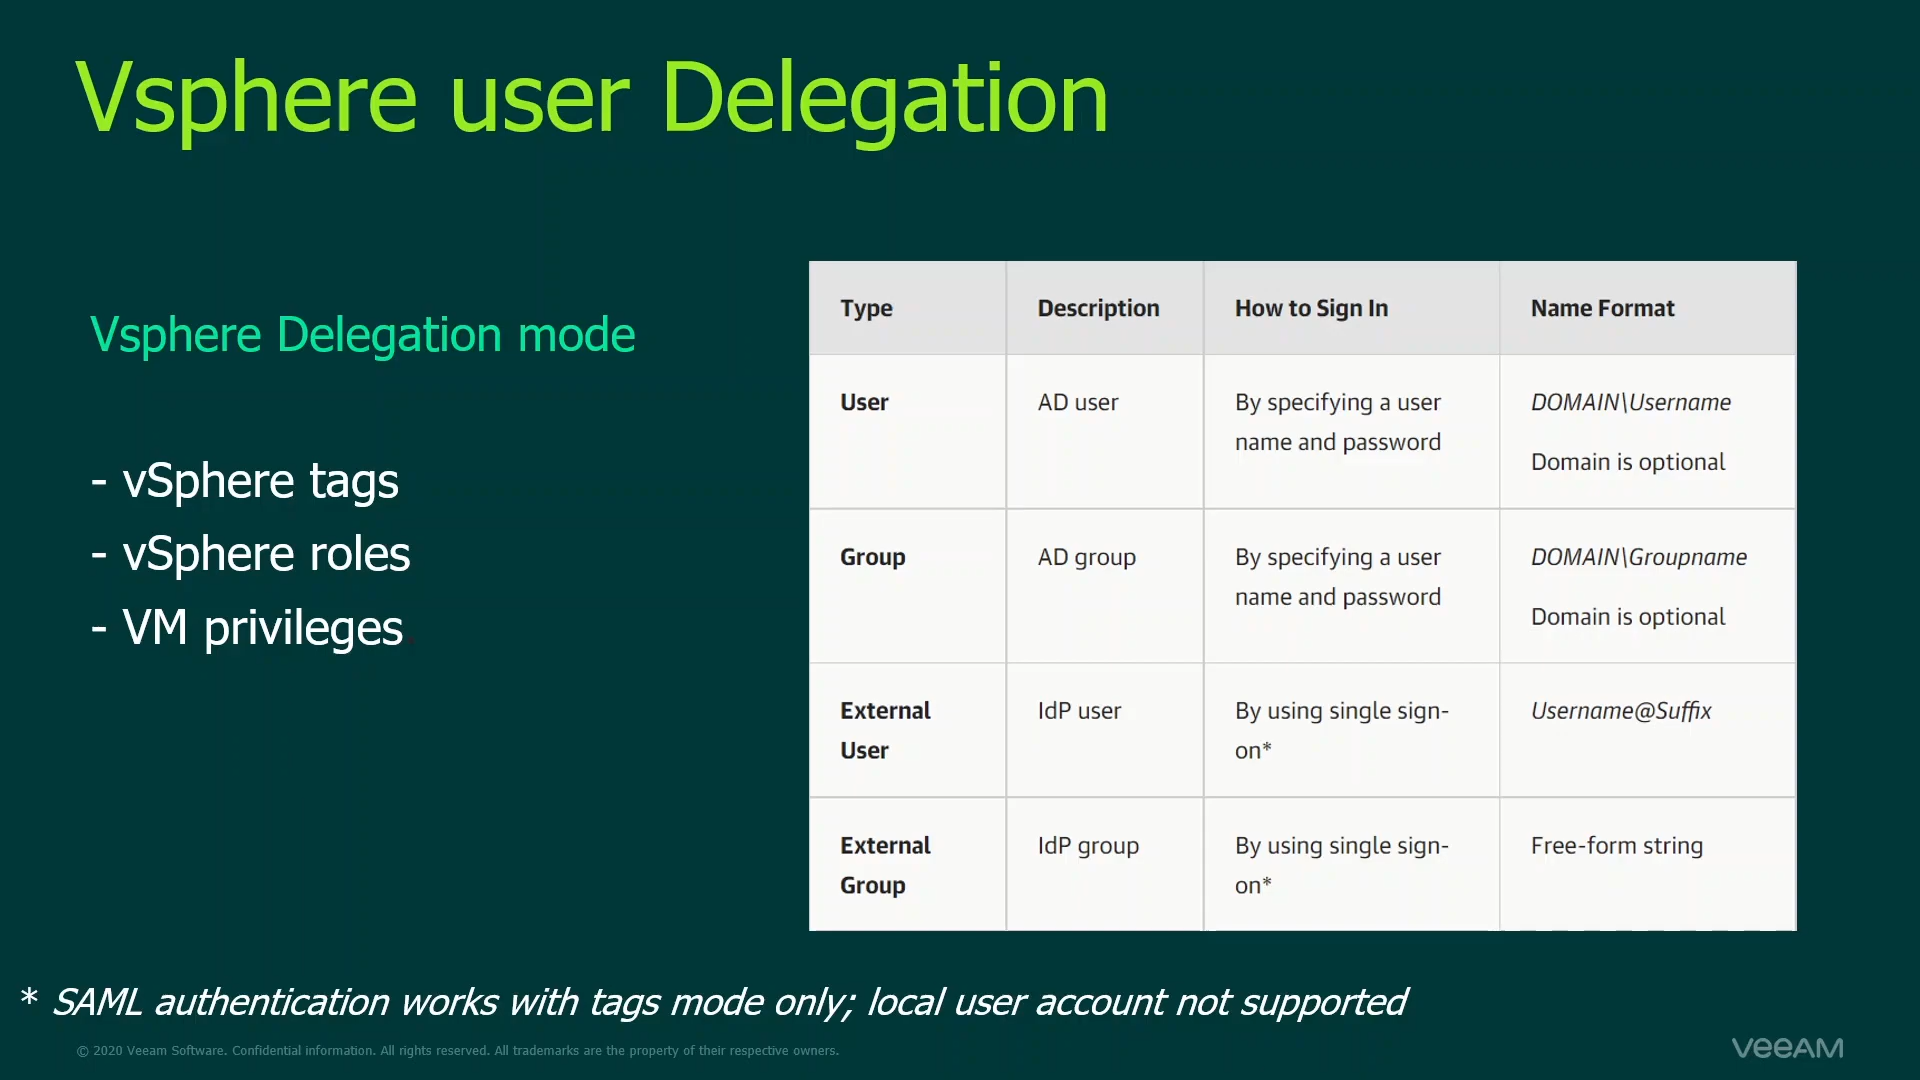 Vsphere user Delegation
Vsphere Delegation mode
- vSphere tags
- vSphere roles
- VM privileges
Type Description How to Sign In Name Format
User AD user By specifying a user DOMAIN\Username
name and password
Domain is optional
Group AD group By specifying a user DOMAIN\Groupname
name and password
Domain is optional
External IdP user By using single sign- Username@Suffix
User on*
External IdP group By using single sign- Free-form string
Group on*
* SAML authentication works with tags mode only; local user account not supported
© 2020 Veeam Software. Confidential information. All rights reserved. All trademarks are the property of their respective owners.
veeAM